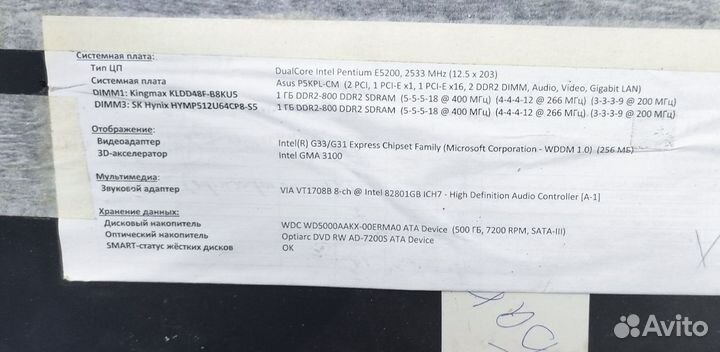 Системная плата:
Тип ЦП DualCore Intel Pentium E5200, 2533 MHz (12.5 x 203)
Системная плата Asus P5KPL-CM (2 PCI, 1 PCI-E x1, 1 PCI-E x16, 2 DDR2 DIMM, Audio, Video, Gigabit LAN)
DIMM1: Kingmax KLDD48F-B8KU5 1 ГБ DDR2-800 DDR2 SDRAM (5-5-5-18 @ 400 МГц) (4-4-4-12 @ 266 МГц) (3-3-3-9 @ 200 МГц)
DIMM3: SK Hynix HYMP512U64CP8-S5 1 ГБ DDR2-800 DDR2 SDRAM (5-5-5-18 @ 400 МГц) (4-4-4-12 @ 266 МГц) (3-3-3-9 @ 200 МГц)
Отображение:
Видеоадаптер Intel(R) G33/G31 Express Chipset Family (Microsoft Corporation - WDDM 1.0) (256 МБ)
3D-акселератор Intel GMA 3100
Мультимедиа:
Звуковой адаптер VIA VT1708B 8-ch @ Intel 82801GB ICH7 - High Definition Audio Controller [A-1]
Хранение данных:
Дисковый накопитель WDC WD5000AAKX-00ERMA0 ATA Device (500 ГБ, 7200 RPM, SATA-III)
Оптический накопитель Optiarc DVD RW AD-7200S ATA Device
SMART-статус жёстких дисков OK
Avito